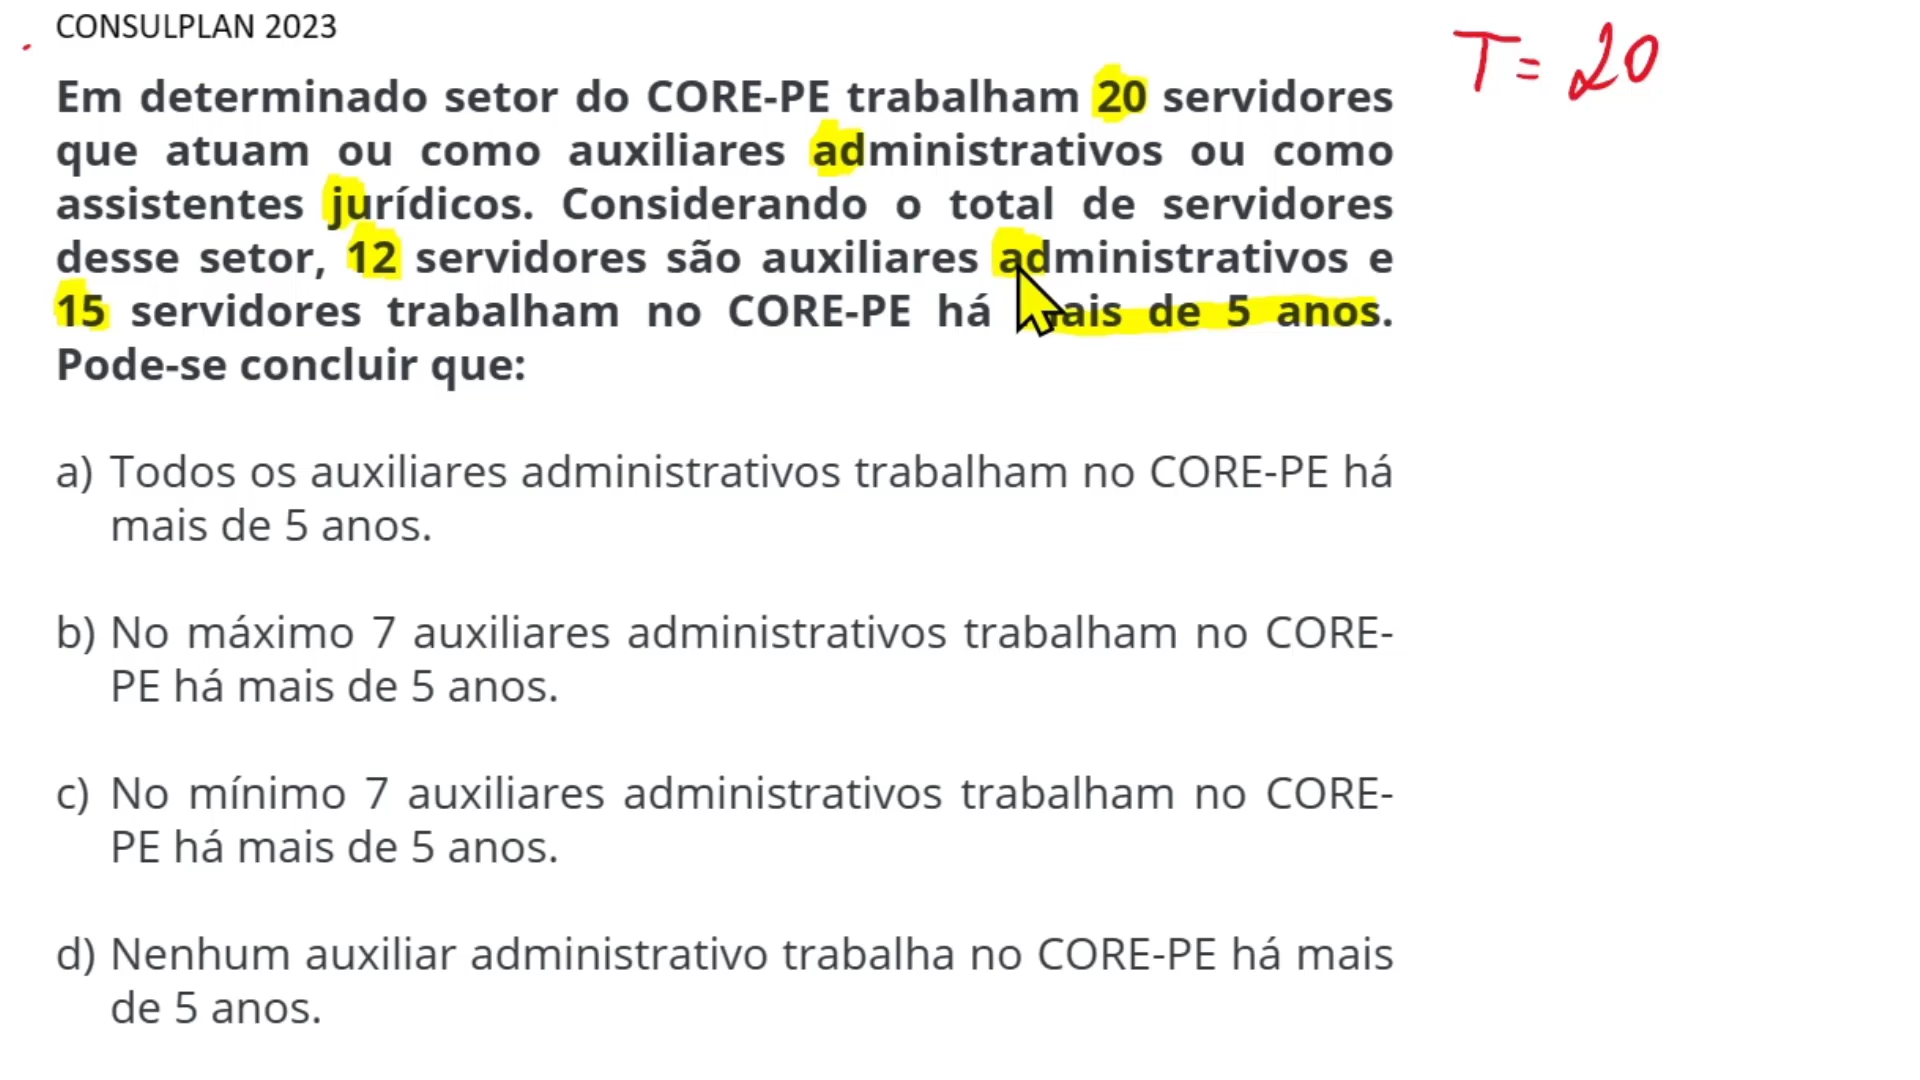 CONSULPLAN 2023
T= 20
Em determinado setor do CORE-PE trabalham 20 servidores
que atuam ou como auxiliares administrativos ou como
assistentes jurídicos. Considerando o total de servidores
desse setor, 12 servidores são auxiliares administrativos e
15 servidores trabalham no CORE-PE há mais de 5 anos.
Pode-se concluir que:
a) Todos os auxiliares administrativos trabalham no CORE-PE há
mais de 5 anos.
b) No máximo 7 auxiliares administrativos trabalham no CORE-
PE há mais de 5 anos.
c) No mínimo 7 auxiliares administrativos trabalham no CORE-
PE há mais de 5 anos.
d) Nenhum auxiliar administrativo trabalha no CORE-PE há mais
de 5 anos.